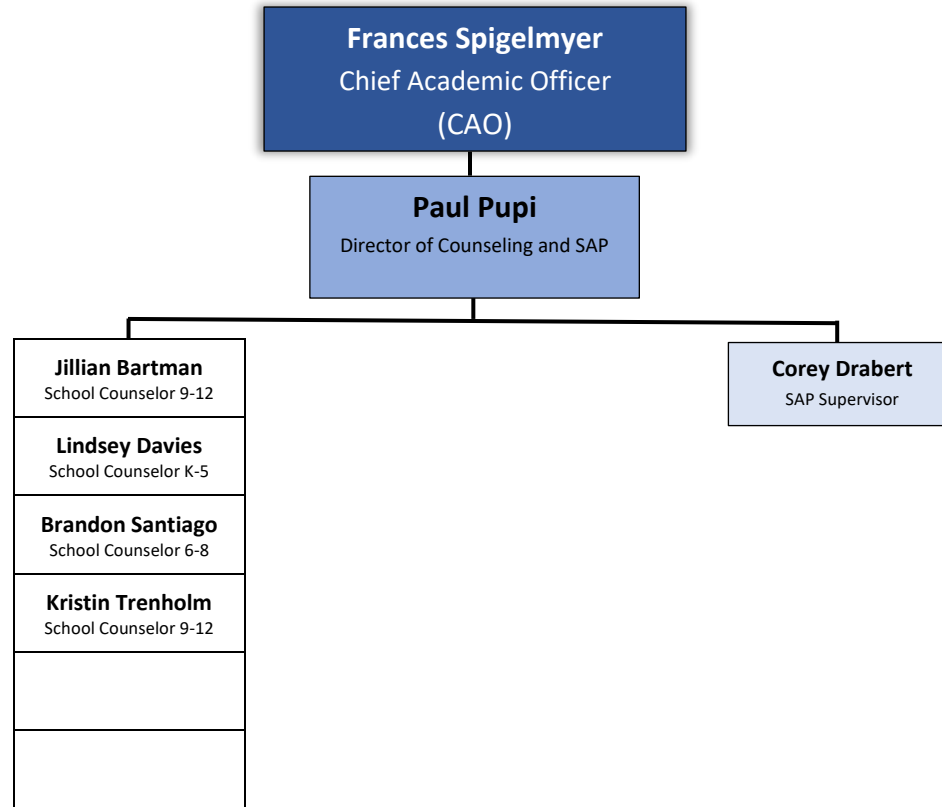 Frances Spigelmyer
Chief Academic Officer
(CAO)
Paul Pupi
Director of Counseling and SAP
Jillian Bartman
School Counselor 9-12
Lindsey Davies
School Counselor K-5
Brandon Santiago
School Counselor 6-8
Kristin Trenholm
School Counselor 9-12
Corey Drabert
SAP Supervisor